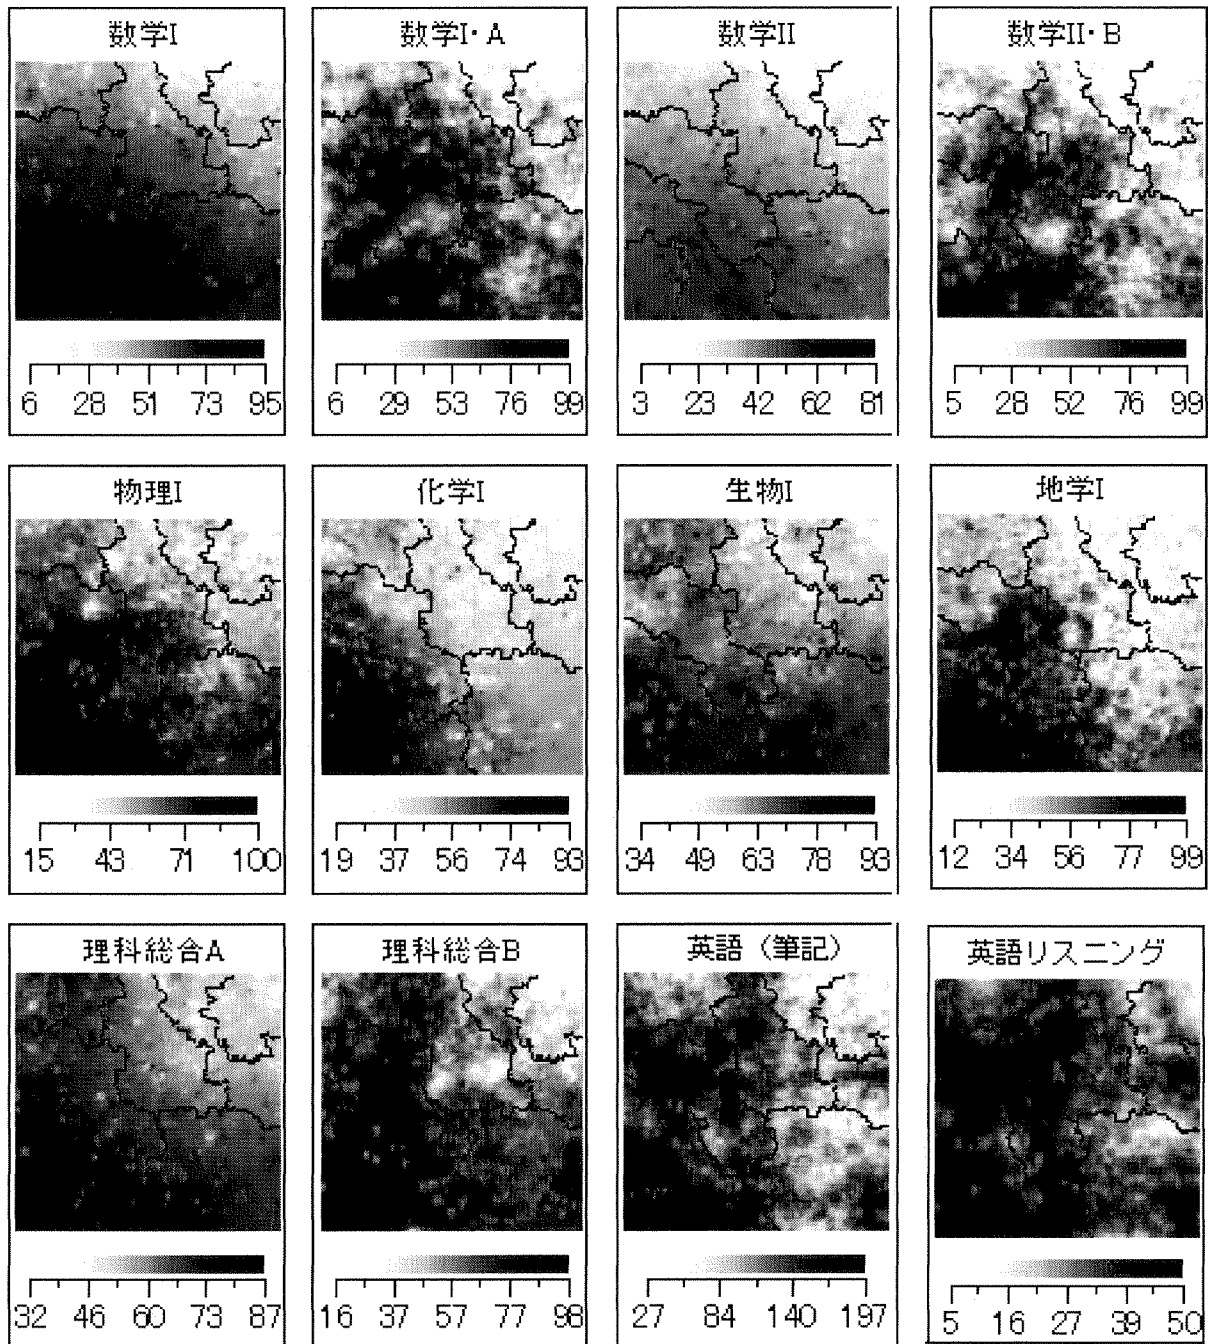 数学I
数学I・A
数学II
数学II・B
6 28 51 73 95
6 29 53 76 99
3 23 42 62 81
5 28 52 76 99
物理I
化学I
生物I
地学I
15 43 71 100
19 37 56 74 93
34 49 63 78 93
12 34 56 77 99
理科総合A
理科総合B
英語（筆記）
英語リスニング
32 46 60 73 87
16 37 57 77 98
27 84 140 197
5 16 27 39 50